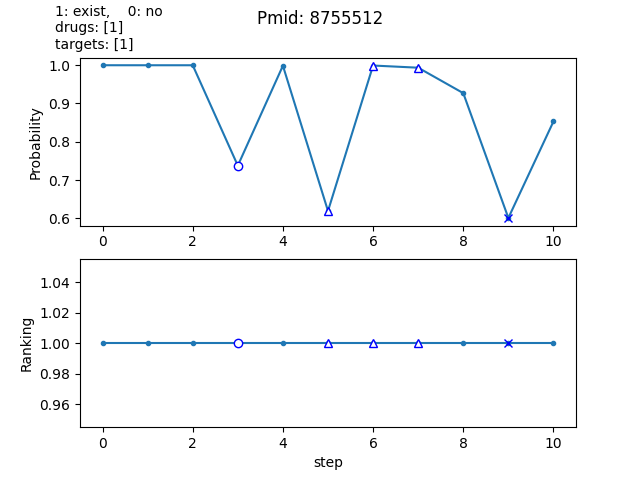 1: exist,    0: no
drugs: [1]
targets: [1]
Pmid: 8755512
1.0
0.9
0.8
0.7
0.6
Probability
0 2 4 6 8 10
1.04
1.02
1.00
0.98
0.96
Ranking
0 2 4 6 8 10
step